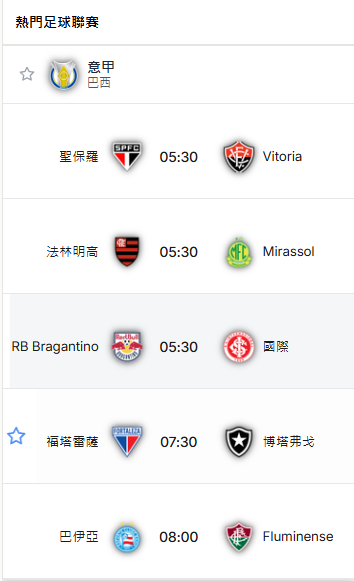 熱門足球聯賽
意甲
巴西
聖保羅 SPFC 05:30 Vitoria
法林明高 05:30 Mirassol
RB Bragantino 05:30 國際
福塔雷薩 FORTALEZA 07:30 博塔弗戈
巴伊亞 08:00 Fluminense